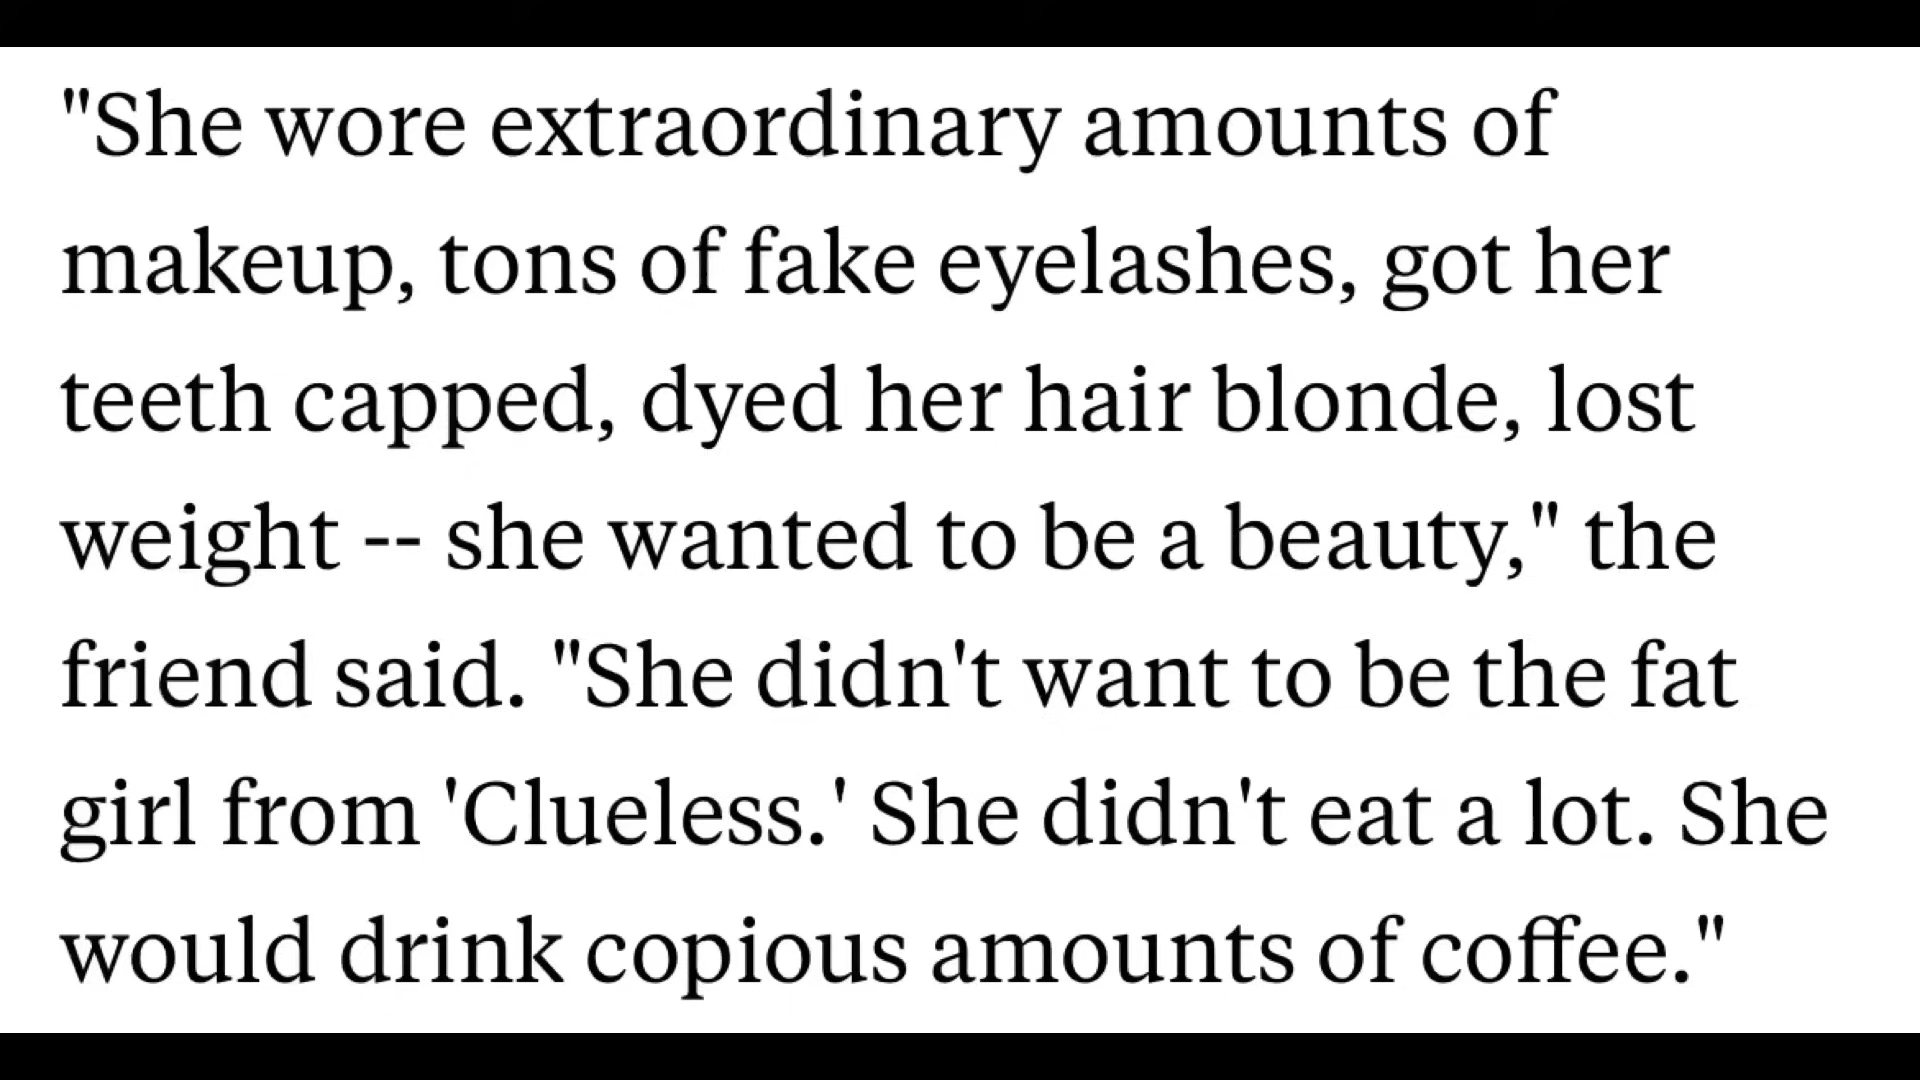 "She wore extraordinary amounts of
makeup, tons of fake eyelashes, got her
teeth capped, dyed her hair blonde, lost
weight -- she wanted to be a beauty," the
friend said. "She didn't want to be the fat
girl from 'Clueless.' She didn't eat a lot. She
would drink copious amounts of coffee."